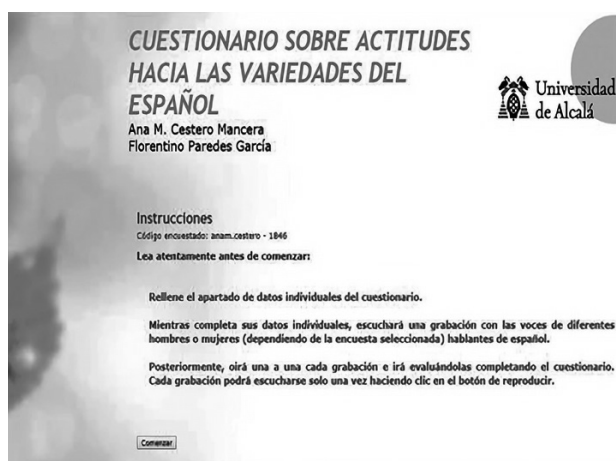 CUESTIONARIO SOBRE ACTITUDES
HACIA LAS VARIEDADES DEL
ESPAÑOL
Ana M. Cestero Mancera
Florentino Paredes García
Universidad
de Alcalá
Instrucciones
Código encuestado: anam.cestero - 1846
Lea atentamente antes de comenzar:
Rellene el apartado de datos individuales del cuestionario.
Mientras completa sus datos individuales, escuchará una grabación con las voces de diferentes
hombres o mujeres (dependiendo de la encuesta seleccionada) hablantes de español.
Posteriormente, oirá una a una cada grabación e irá evaluándolas completando el cuestionario.
Cada grabación podrá escucharse solo una vez haciendo clic en el botón de reproducir.
Comenzar